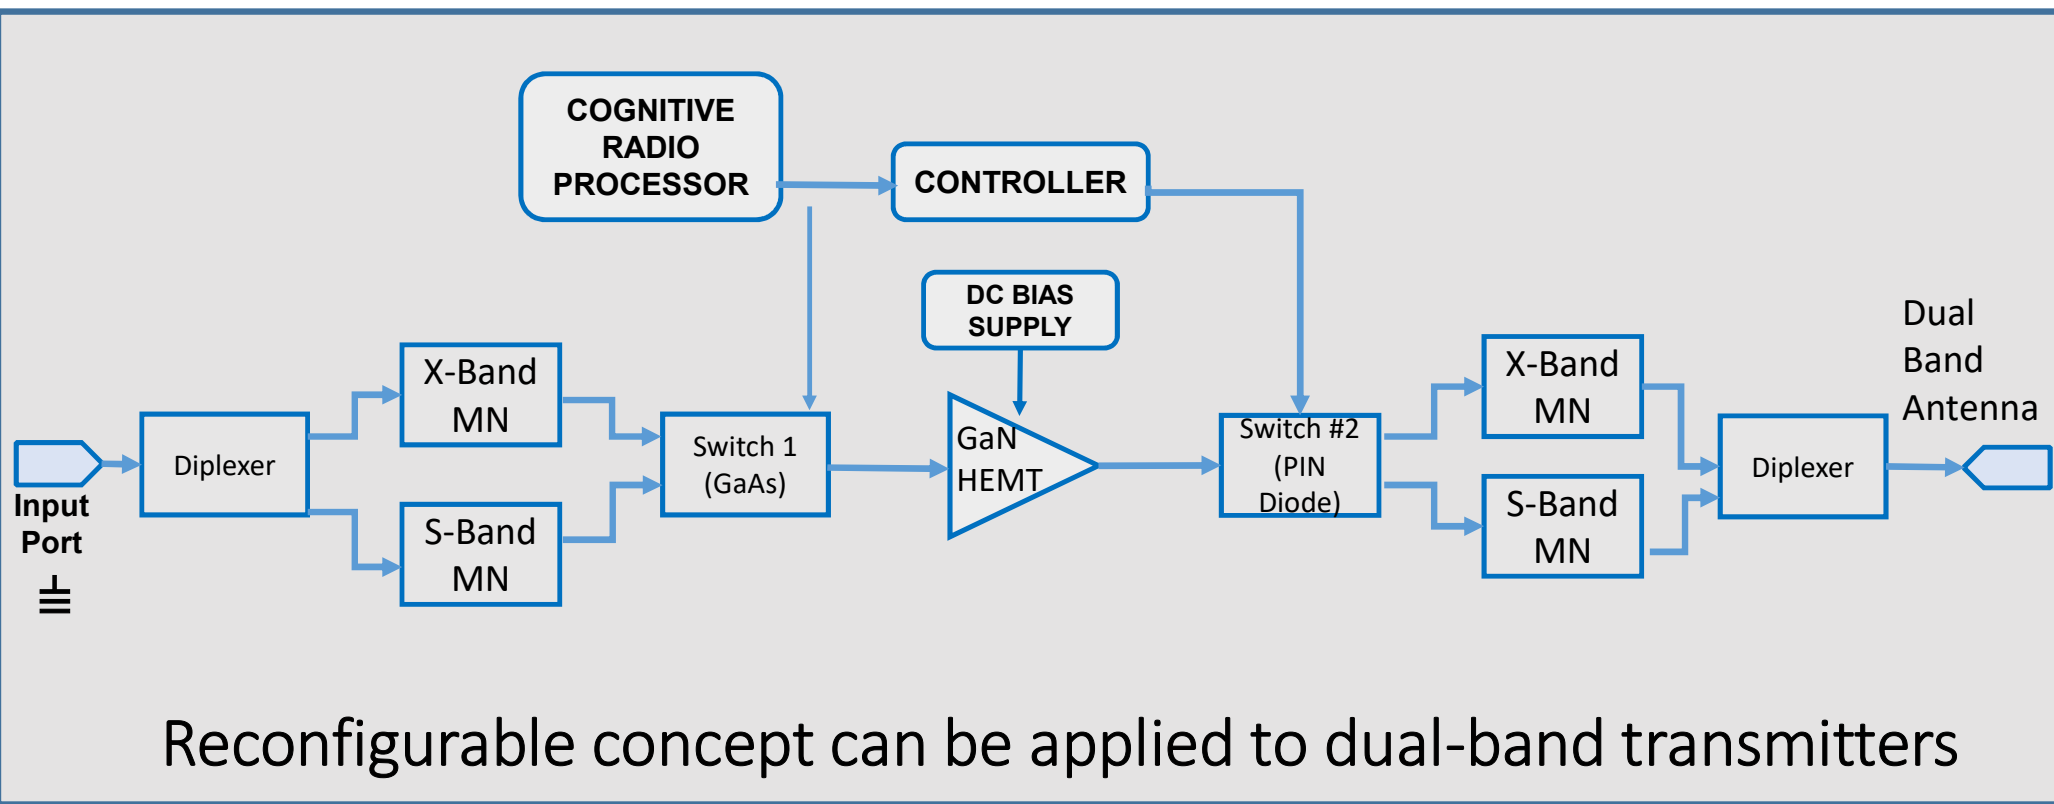 COGNITIVE
RADIO
PROCESSOR
CONTROLLER
DC BIAS
SUPPLY
Dual
Band
Antenna
Input
Port
Diplexer
X-Band
MN
S-Band
MN
Switch 1
(GaAs)
GaN
HEMT
Switch #2
(PIN
Diode)
X-Band
MN
S-Band
MN
Diplexer
Reconfigurable concept can be applied to dual-band transmitters